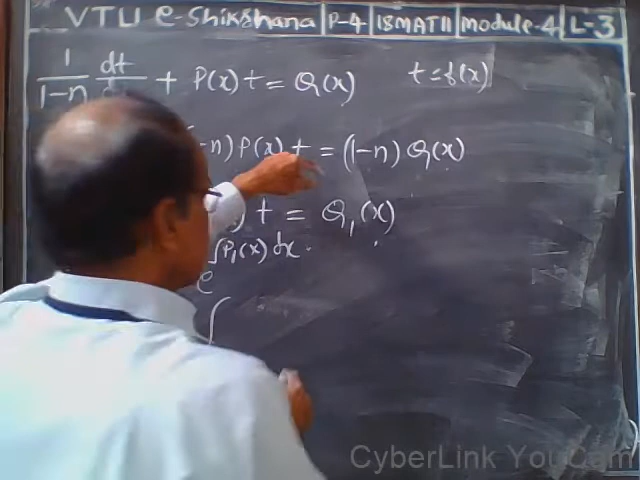 VTU e-Shikshana P-4 18MAT11 Module-4 L-3
1/(1-n) dt/ + P(x) t = Q(x) t = f(x)
-n) P(x) t = (1-n) Q(x)
) t = Q₁(x)
e^∫P₁(x) dx
∫
CyberLink YouCam